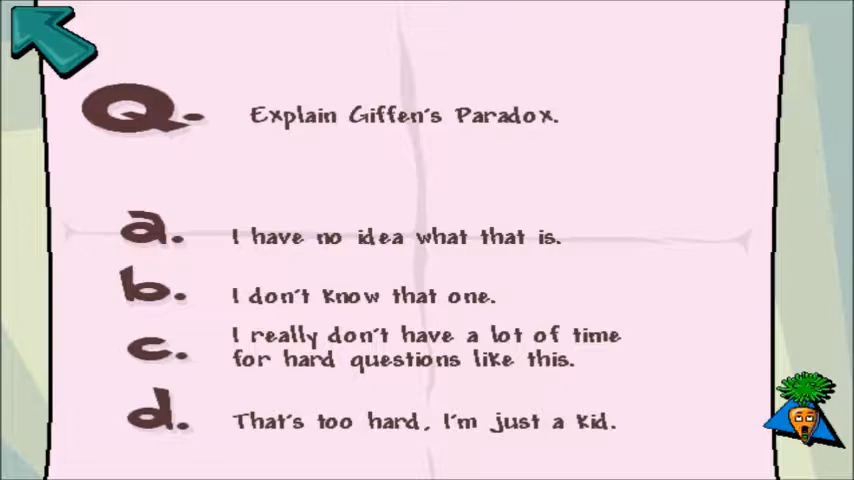 Q. Explain Giffen's Paradox.
a. I have no idea what that is.
b. I don't know that one.
c. I really don't have a lot of time
for hard questions like this.
d. That's too hard, I'm just a kid.